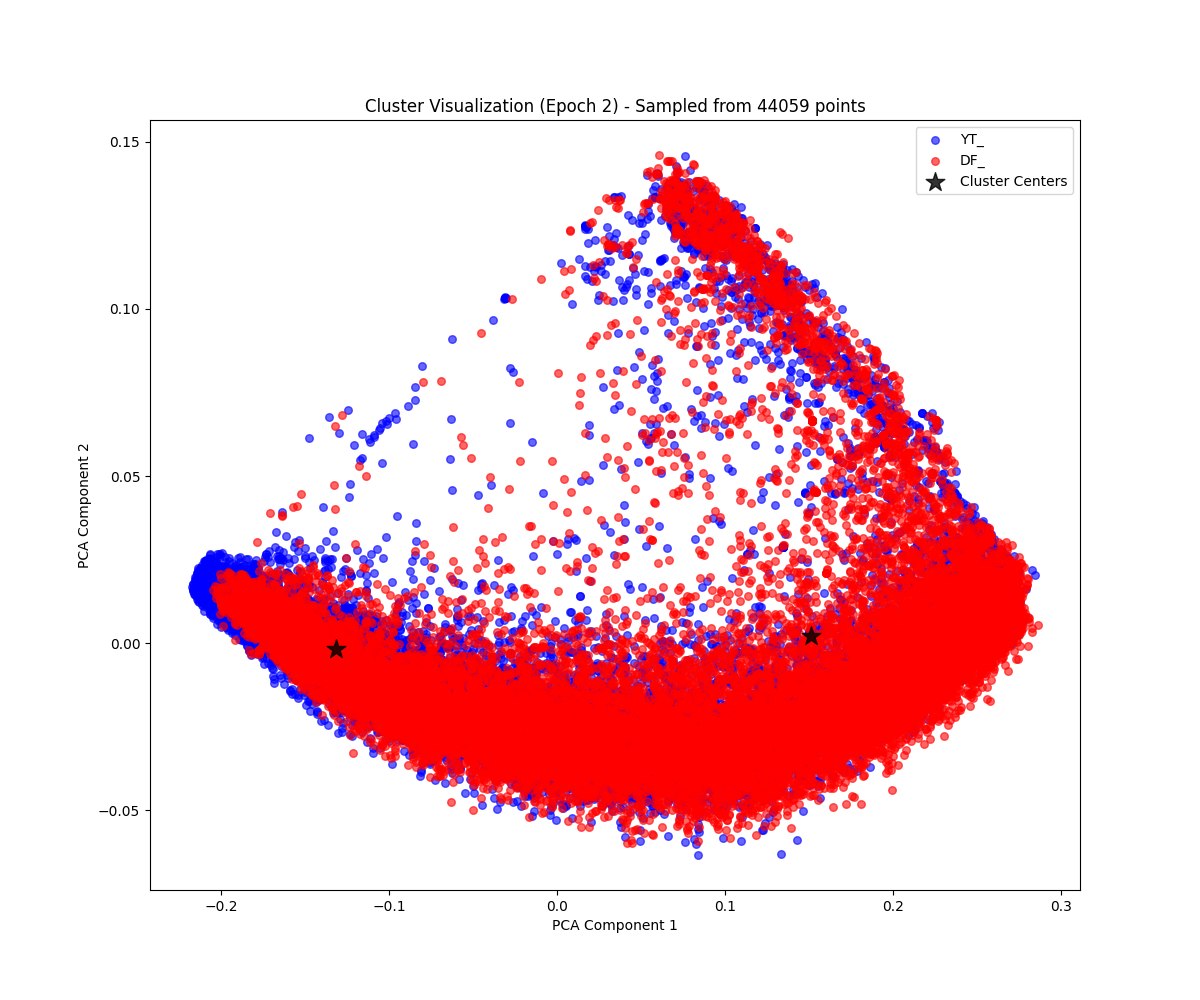 Cluster Visualization (Epoch 2) - Sampled from 44059 points
YT_
DF_
Cluster Centers
0.15
0.10
0.05
0.00
−0.05
PCA Component 2
−0.2
−0.1
0.0
0.1
0.2
0.3
PCA Component 1